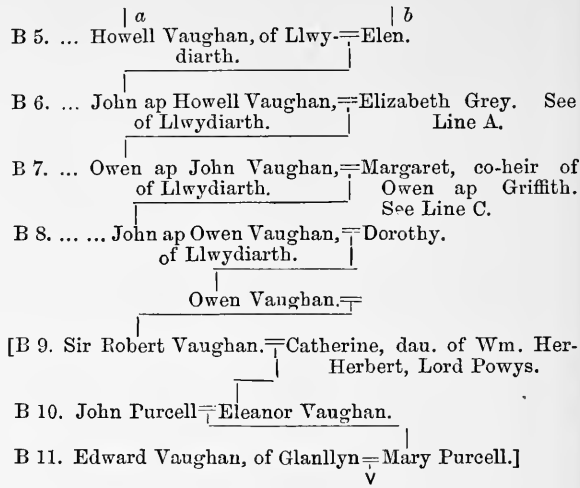 a b
B 5. ... Howell Vaughan, of Llwy-=Elen.
diarth.
B 6. ... John ap Howell Vaughan,=Elizabeth Grey. See
of Llwydiarth. Line A.
B 7. ... Owen ap John Vaughan,=Margaret, co-heir of
of Llwydiarth. Owen ap Griffith.
See Line C.
B 8. ... ... John ap Owen Vaughan,=Dorothy.
of Llwydiarth.
Owen Vaughan.=
[B 9. Sir Robert Vaughan.=Catherine, dau. of Wm. Her-
Herbert, Lord Powys.
B 10. John Purcell=Eleanor Vaughan.
B 11. Edward Vaughan, of Glanllyn=Mary Purcell.]